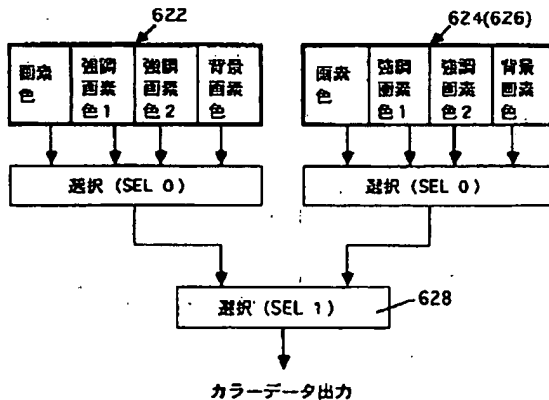 622
624(626)
画素色
強調画素色1
強調画素色2
背景画素色
画素色
強調画素色1
強調画素色2
背景画素色
選択 (SEL 0)
選択 (SEL 0)
選択 (SEL 1)
628
カラーデータ出力